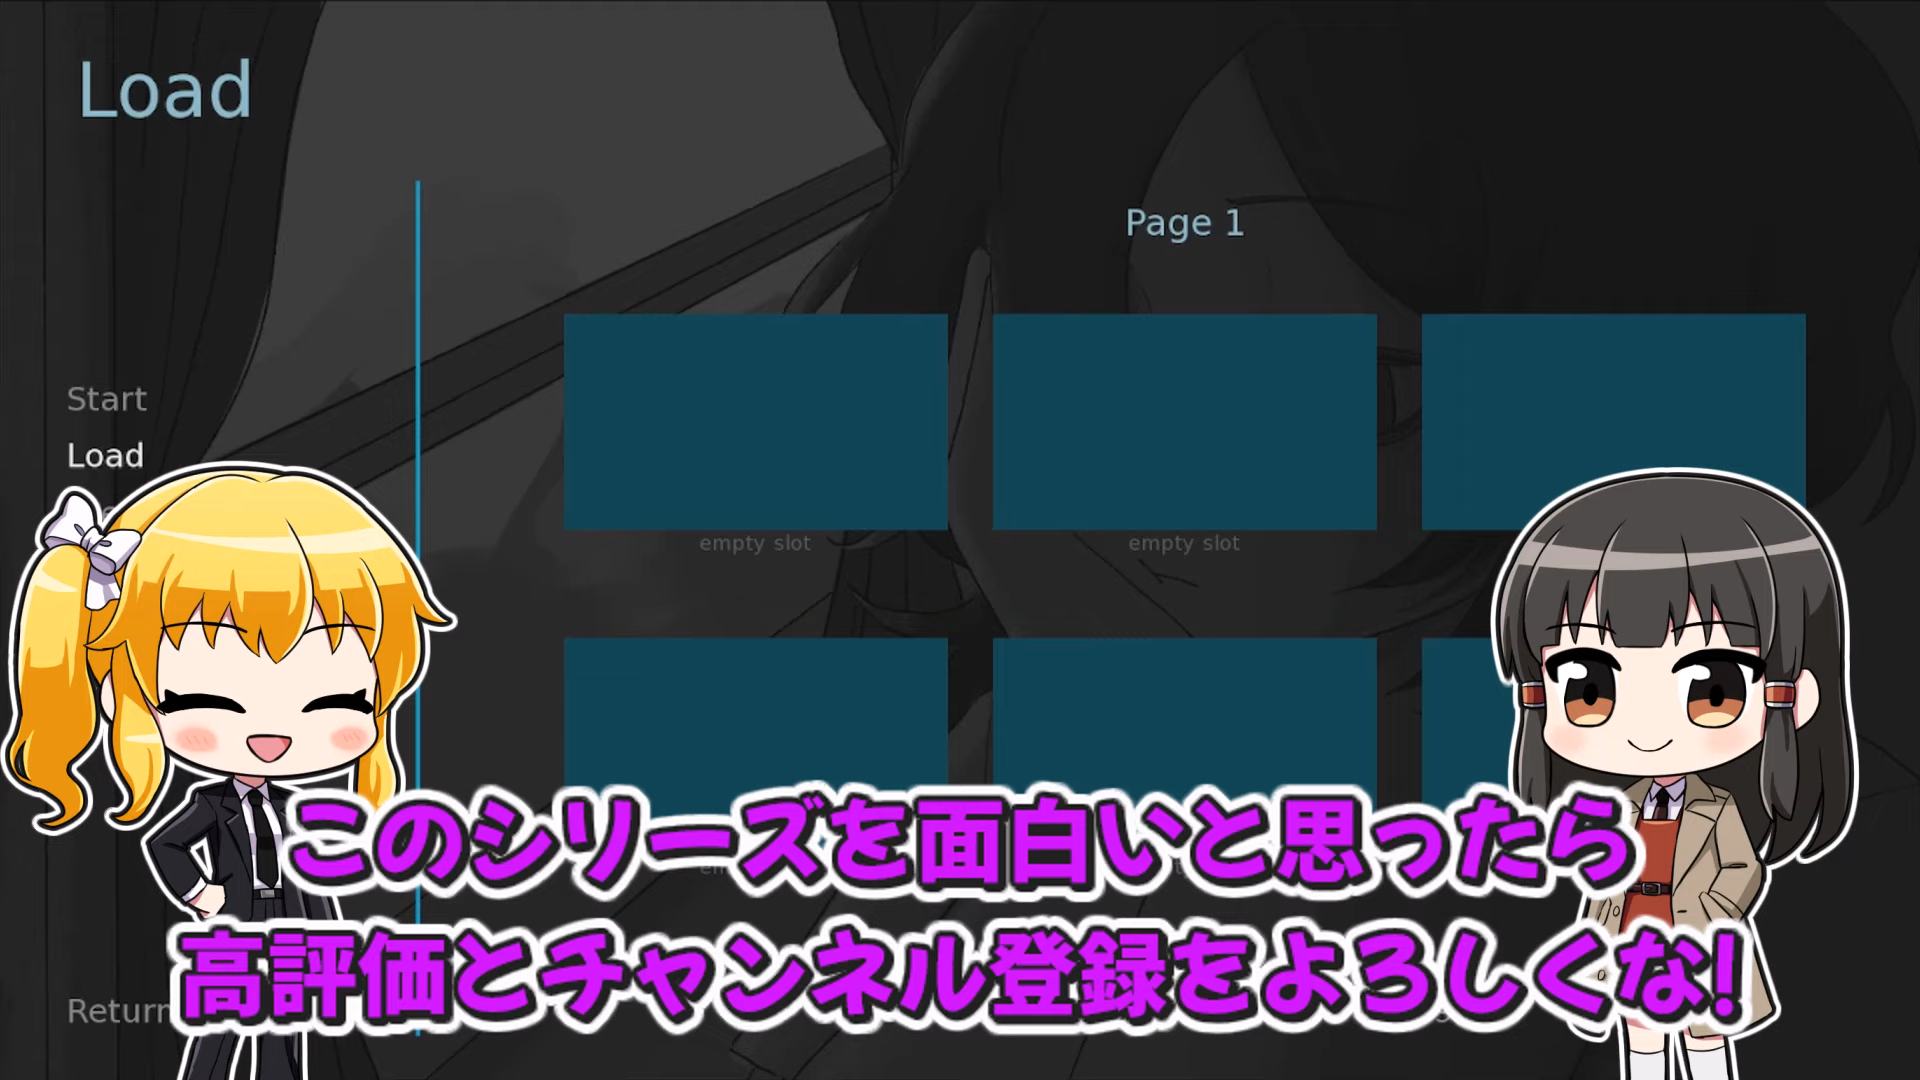 Load
Page 1
Start
Load
empty slot
empty slot
このシリーズを面白いと思ったら
高評価とチャンネル登録をよろしくな!
Return